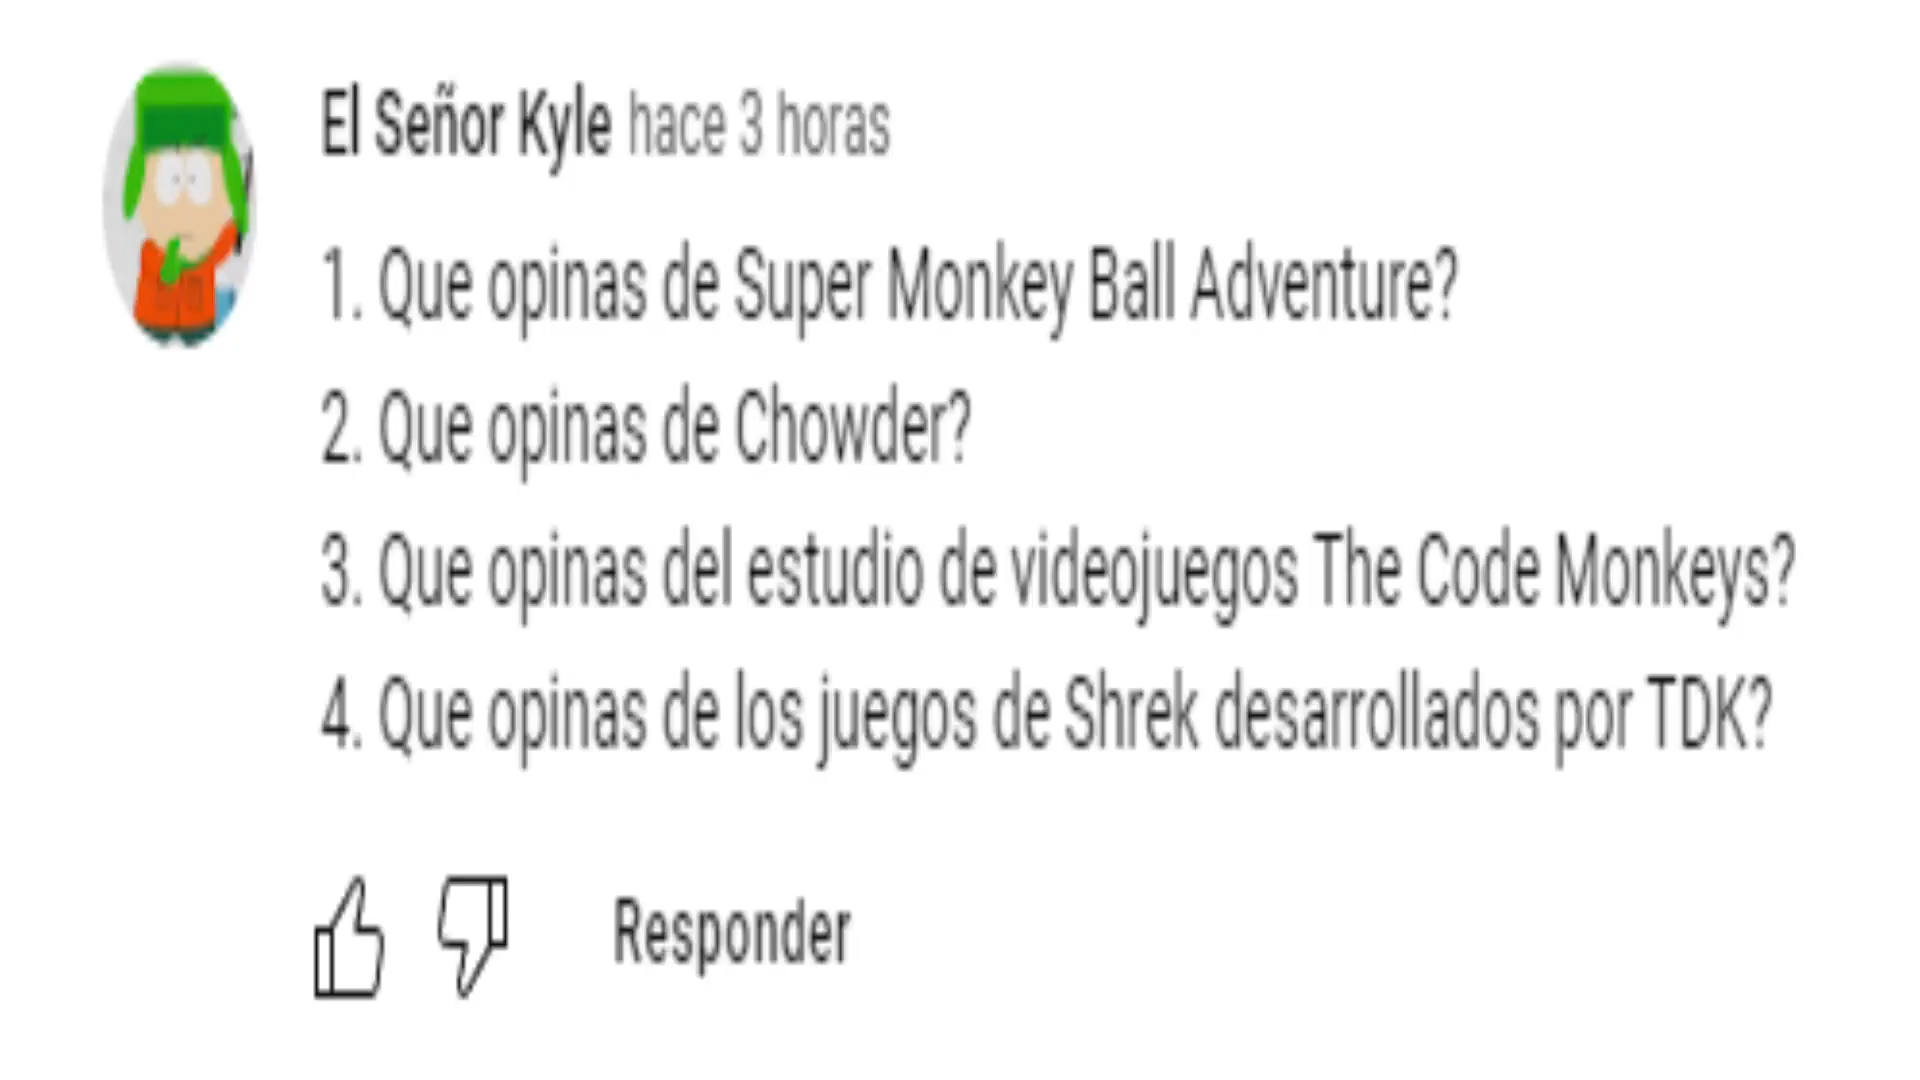 El Señor Kyle hace 3 horas
1. Que opinas de Super Monkey Ball Adventure?
2. Que opinas de Chowder?
3. Que opinas del estudio de videojuegos The Code Monkeys?
4. Que opinas de los juegos de Shrek desarrollados por TDK?
Responder